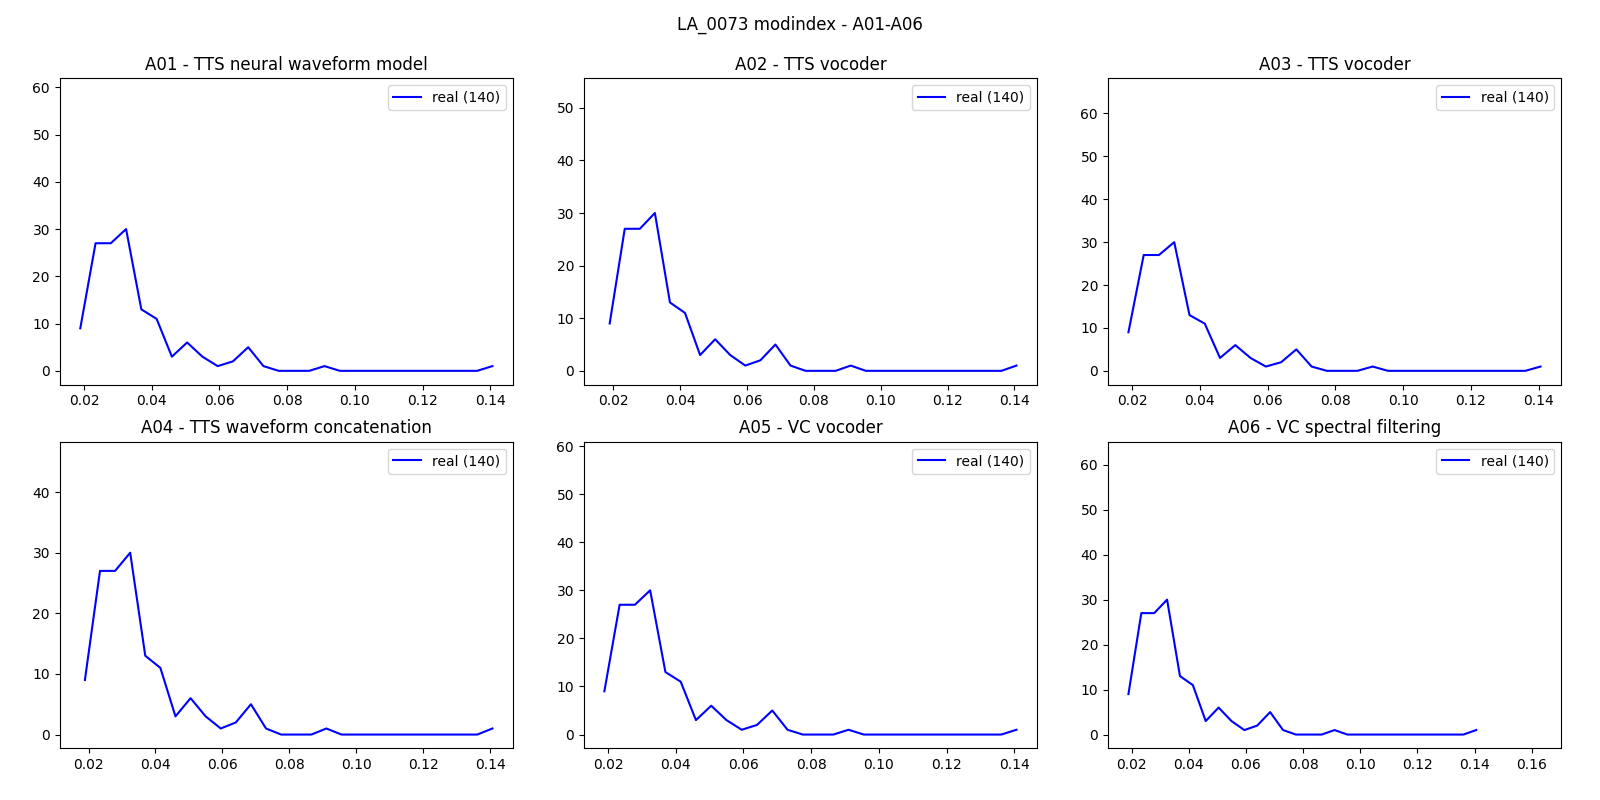 LA_0073 modindex - A01-A06
A01 - TTS neural waveform model
60
50
40
30
20
10
0
real (140)
0.02 0.04 0.06 0.08 0.10 0.12 0.14
A02 - TTS vocoder
50
40
30
20
10
0
real (140)
0.02 0.04 0.06 0.08 0.10 0.12 0.14
A03 - TTS vocoder
60
50
40
30
20
10
0
real (140)
0.02 0.04 0.06 0.08 0.10 0.12 0.14
A04 - TTS waveform concatenation
40
30
20
10
0
real (140)
0.02 0.04 0.06 0.08 0.10 0.12 0.14
A05 - VC vocoder
60
50
40
30
20
10
0
real (140)
0.02 0.04 0.06 0.08 0.10 0.12 0.14
A06 - VC spectral filtering
60
50
40
30
20
10
0
real (140)
0.02 0.04 0.06 0.08 0.10 0.12 0.14 0.16